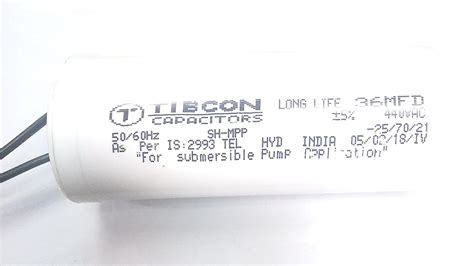 TIBCON LONG LIFE 36MFD
CAPACITORS ±5% 440VAC
50/60Hz SH-MPP -25/70/21
As Per IS:2993 TEL HYD INDIA 05/02/18/IV
"For submersible Pump Application"